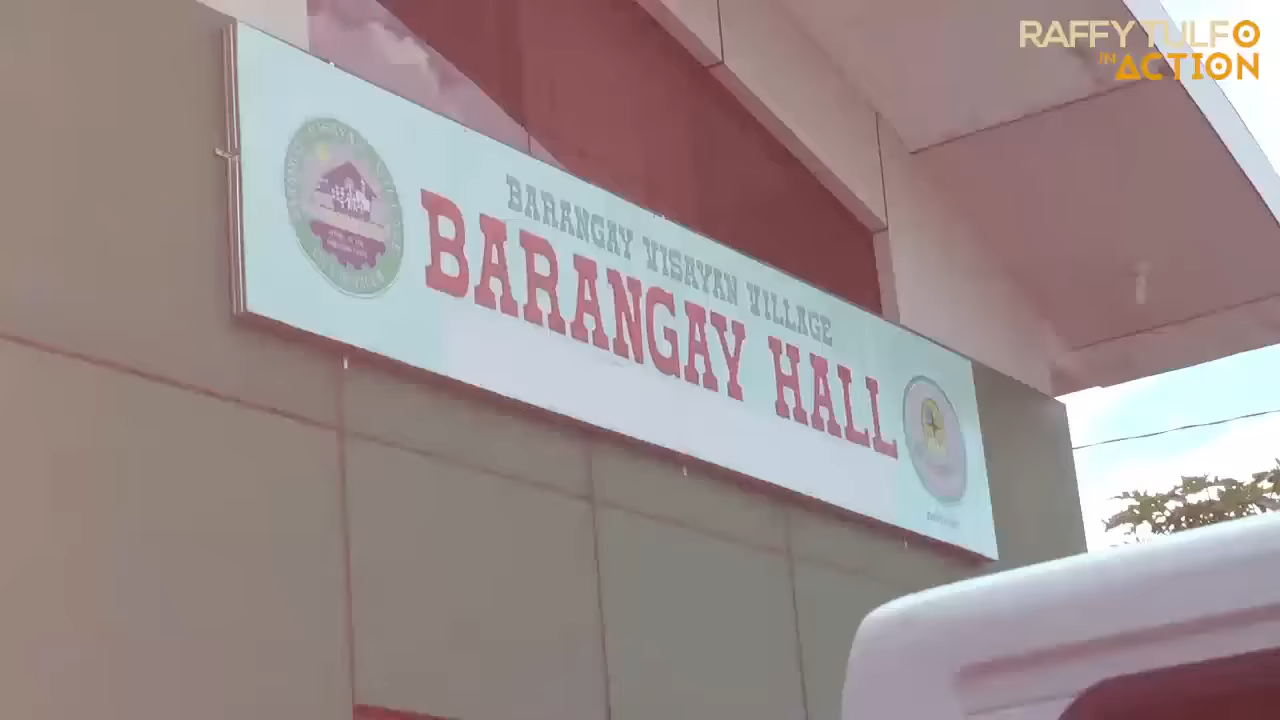 RAFFY TULFO
IN ACTION
BARANGAY VISAYAN VILLAGE
BARANGAY HALL